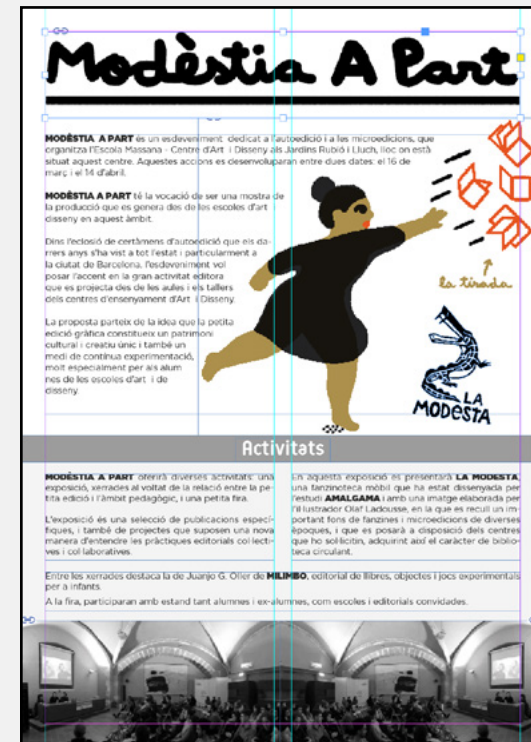 Modèstia A Part
MODÈSTIA A PART és un esdeveniment dedicat a l'autoedició i a les microedicions, que
organitza l'Escola Massana - Centre d'Art i Disseny als Jardins Rubió i Lluch, lloc on està
situat aquest centre. Aquestes accions es desenvoluparan entre dues dates: el 16 de
març i el 14 d'abril.
MODÈSTIA A PART té la vocació de ser una mostra de
la producció que es genera des de les escoles d'art i
disseny en aquest àmbit.
Dins l'eclosió de certàmens d'autoedició que els da-
rrers anys s'ha vist a tot l'estat i particularment a
la ciutat de Barcelona, l'esdeveniment vol
posar l'accent en la gran activitat editora
que es projecta des de les aules i els tallers
dels centres d'ensenyament d'Art i Disseny.
La proposta parteix de la idea que la petita
edició gràfica constitueix un patrimoni
cultural i creatiu únic i també un
medi de contínua experimentació,
molt especialment per als alum
nes de les escoles d'art i de
disseny.
la tirada
LA
MODESTA
Activitats
MODÈSTIA A PART oferirà diverses activitats: una
exposició, xerrades al voltat de la relació entre la pe-
tita edició i l'àmbit pedagògic, i una petita fira.
L'exposició és una selecció de publicacions especí-
fiques, i també de projectes que suposen una nova
manera d'entendre les pràctiques editorials col·lecti-
ves i col·laboratives.
En aquesta exposició es presentarà LA MODESTA,
una fanzinoteca mòbil que ha estat dissenyada per
l'estudi AMALGAMA i amb una imatge elaborada per
l'il·lustrador Olaf Ladousse, en la que es recull un im-
portant fons de fanzines i microedicions de diverses
èpoques, i que es posarà a disposició dels centres
que ho sol·licitin, adquirint així el caràcter de biblio-
teca circulant.
Entre les xerrades destaca la de Juanjo G. Oller de MILIMBO, editorial de llibres, objectes i jocs experimentals
per a infants.
A la fira, participaran amb estand tant alumnes i ex-alumnes, com escoles i editorials convidades.